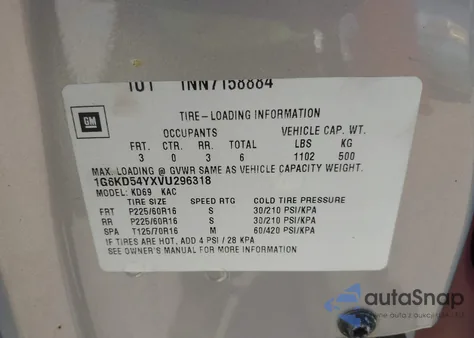 1U1 1NN7158884
GM
TIRE-LOADING INFORMATION
OCCUPANTS VEHICLE CAP. WT.
FRT. CTR. RR. TOTAL LBS KG
3 0 3 6 1102 500
MAX. LOADING @ GVWR SAME AS VEHICLE CAPACITY WEIGHT.
1G6KD54YXVU296318
MODEL: KD69 KAC
TIRE SIZE SPEED RTG COLD TIRE PRESSURE
FRT P225/60R16 S 30/210 PSI/KPA
RR P225/60R16 S 30/210 PSI/KPA
SPA T125/70R16 M 60/420 PSI/KPA
IF TIRES ARE HOT, ADD 4 PSI / 28 KPA
SEE OWNER'S MANUAL FOR MORE INFORMATION
autoSnap